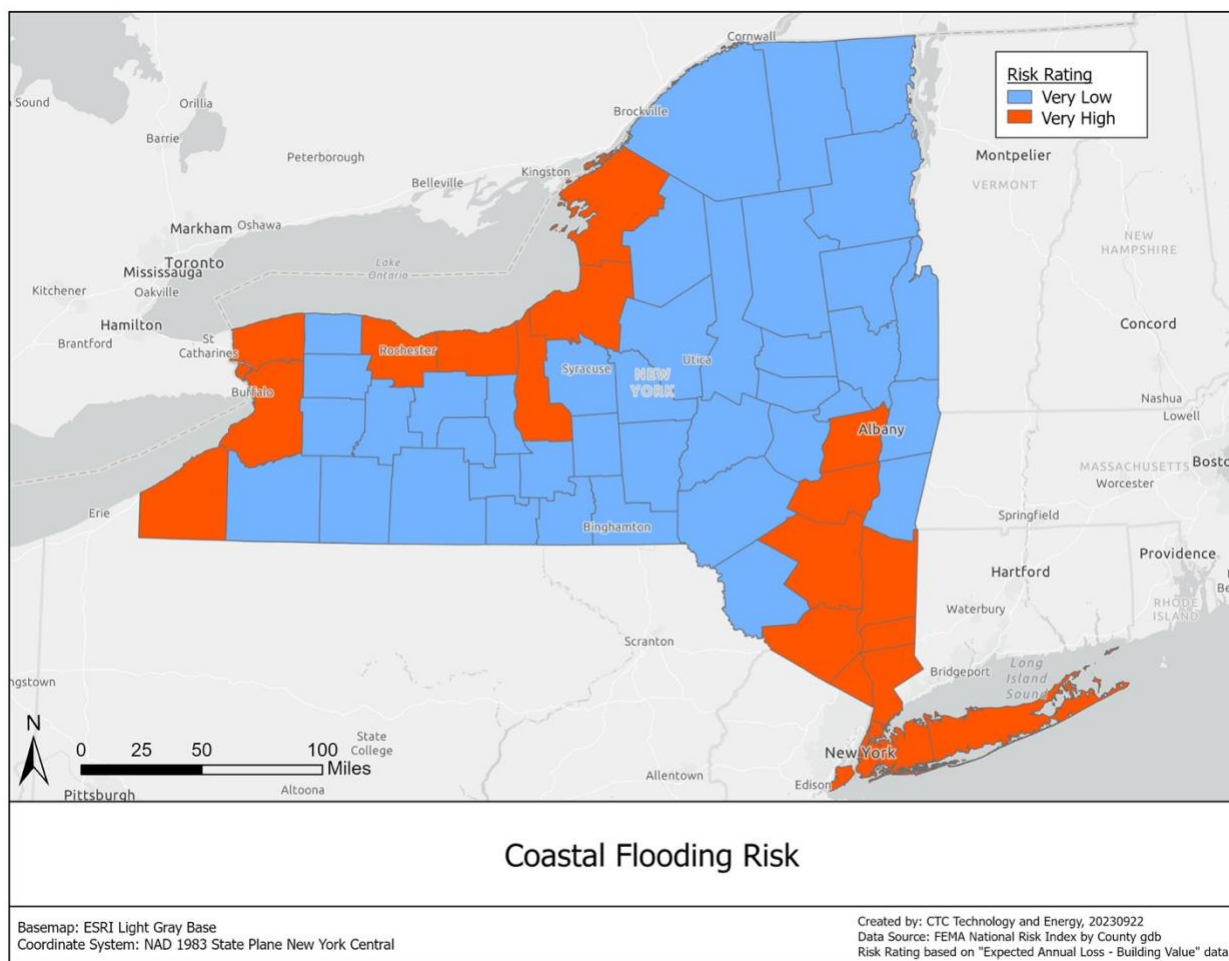 Cornwall
Sound
Orillia
Barrie
Brockville
Risk Rating
Very Low
Very High
Montpelier
VERMONT
Peterborough
Kingston
Belleville
Markham
Oshawa
Toronto
Mississauga
Oakville
Lake
Ontario
NEW
HAMPSHIRE
Kitchener
Hamilton
Brantford
St
Catharines
Concord
Rochester
Syracuse
Utica
NEW
YORK
Buffalo
Nashua
Lowell
Albany
MASSACHUSETTS
Worcester
Erie
Binghamton
Springfield
Hartford
Providence
RHODE
ISLAND
Waterbury
Scranton
Bridgeport
Long
Island
Sound
ngstown
N
0 25 50 100
Miles
State
College
New York
Allentown
Edison
Pittsburgh
Altoona
Coastal Flooding Risk
Basemap: ESRI Light Gray Base
Coordinate System: NAD 1983 State Plane New York Central
Created by: CTC Technology and Energy, 20230922
Data Source: FEMA National Risk Index by County gdb
Risk Rating based on "Expected Annual Loss - Building Value" data